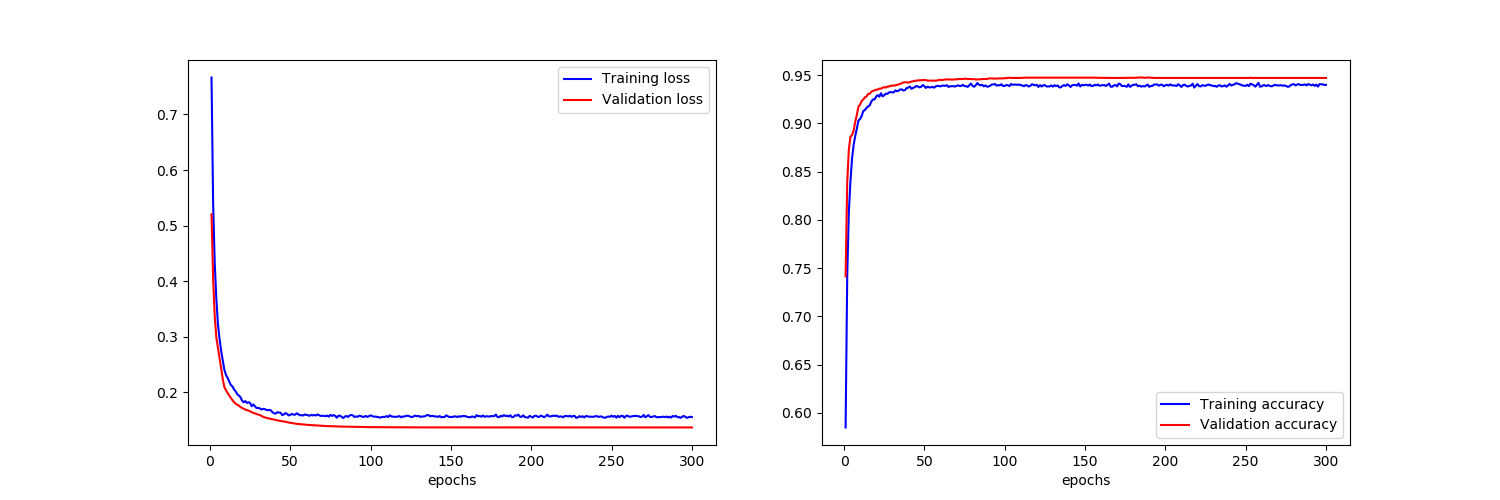 Training loss
Validation loss
0.7
0.6
0.5
0.4
0.3
0.2
0 50 100 150 200 250 300
epochs
0.95
0.90
0.85
0.80
0.75
0.70
0.65
0.60
Training accuracy
Validation accuracy
0 50 100 150 200 250 300
epochs